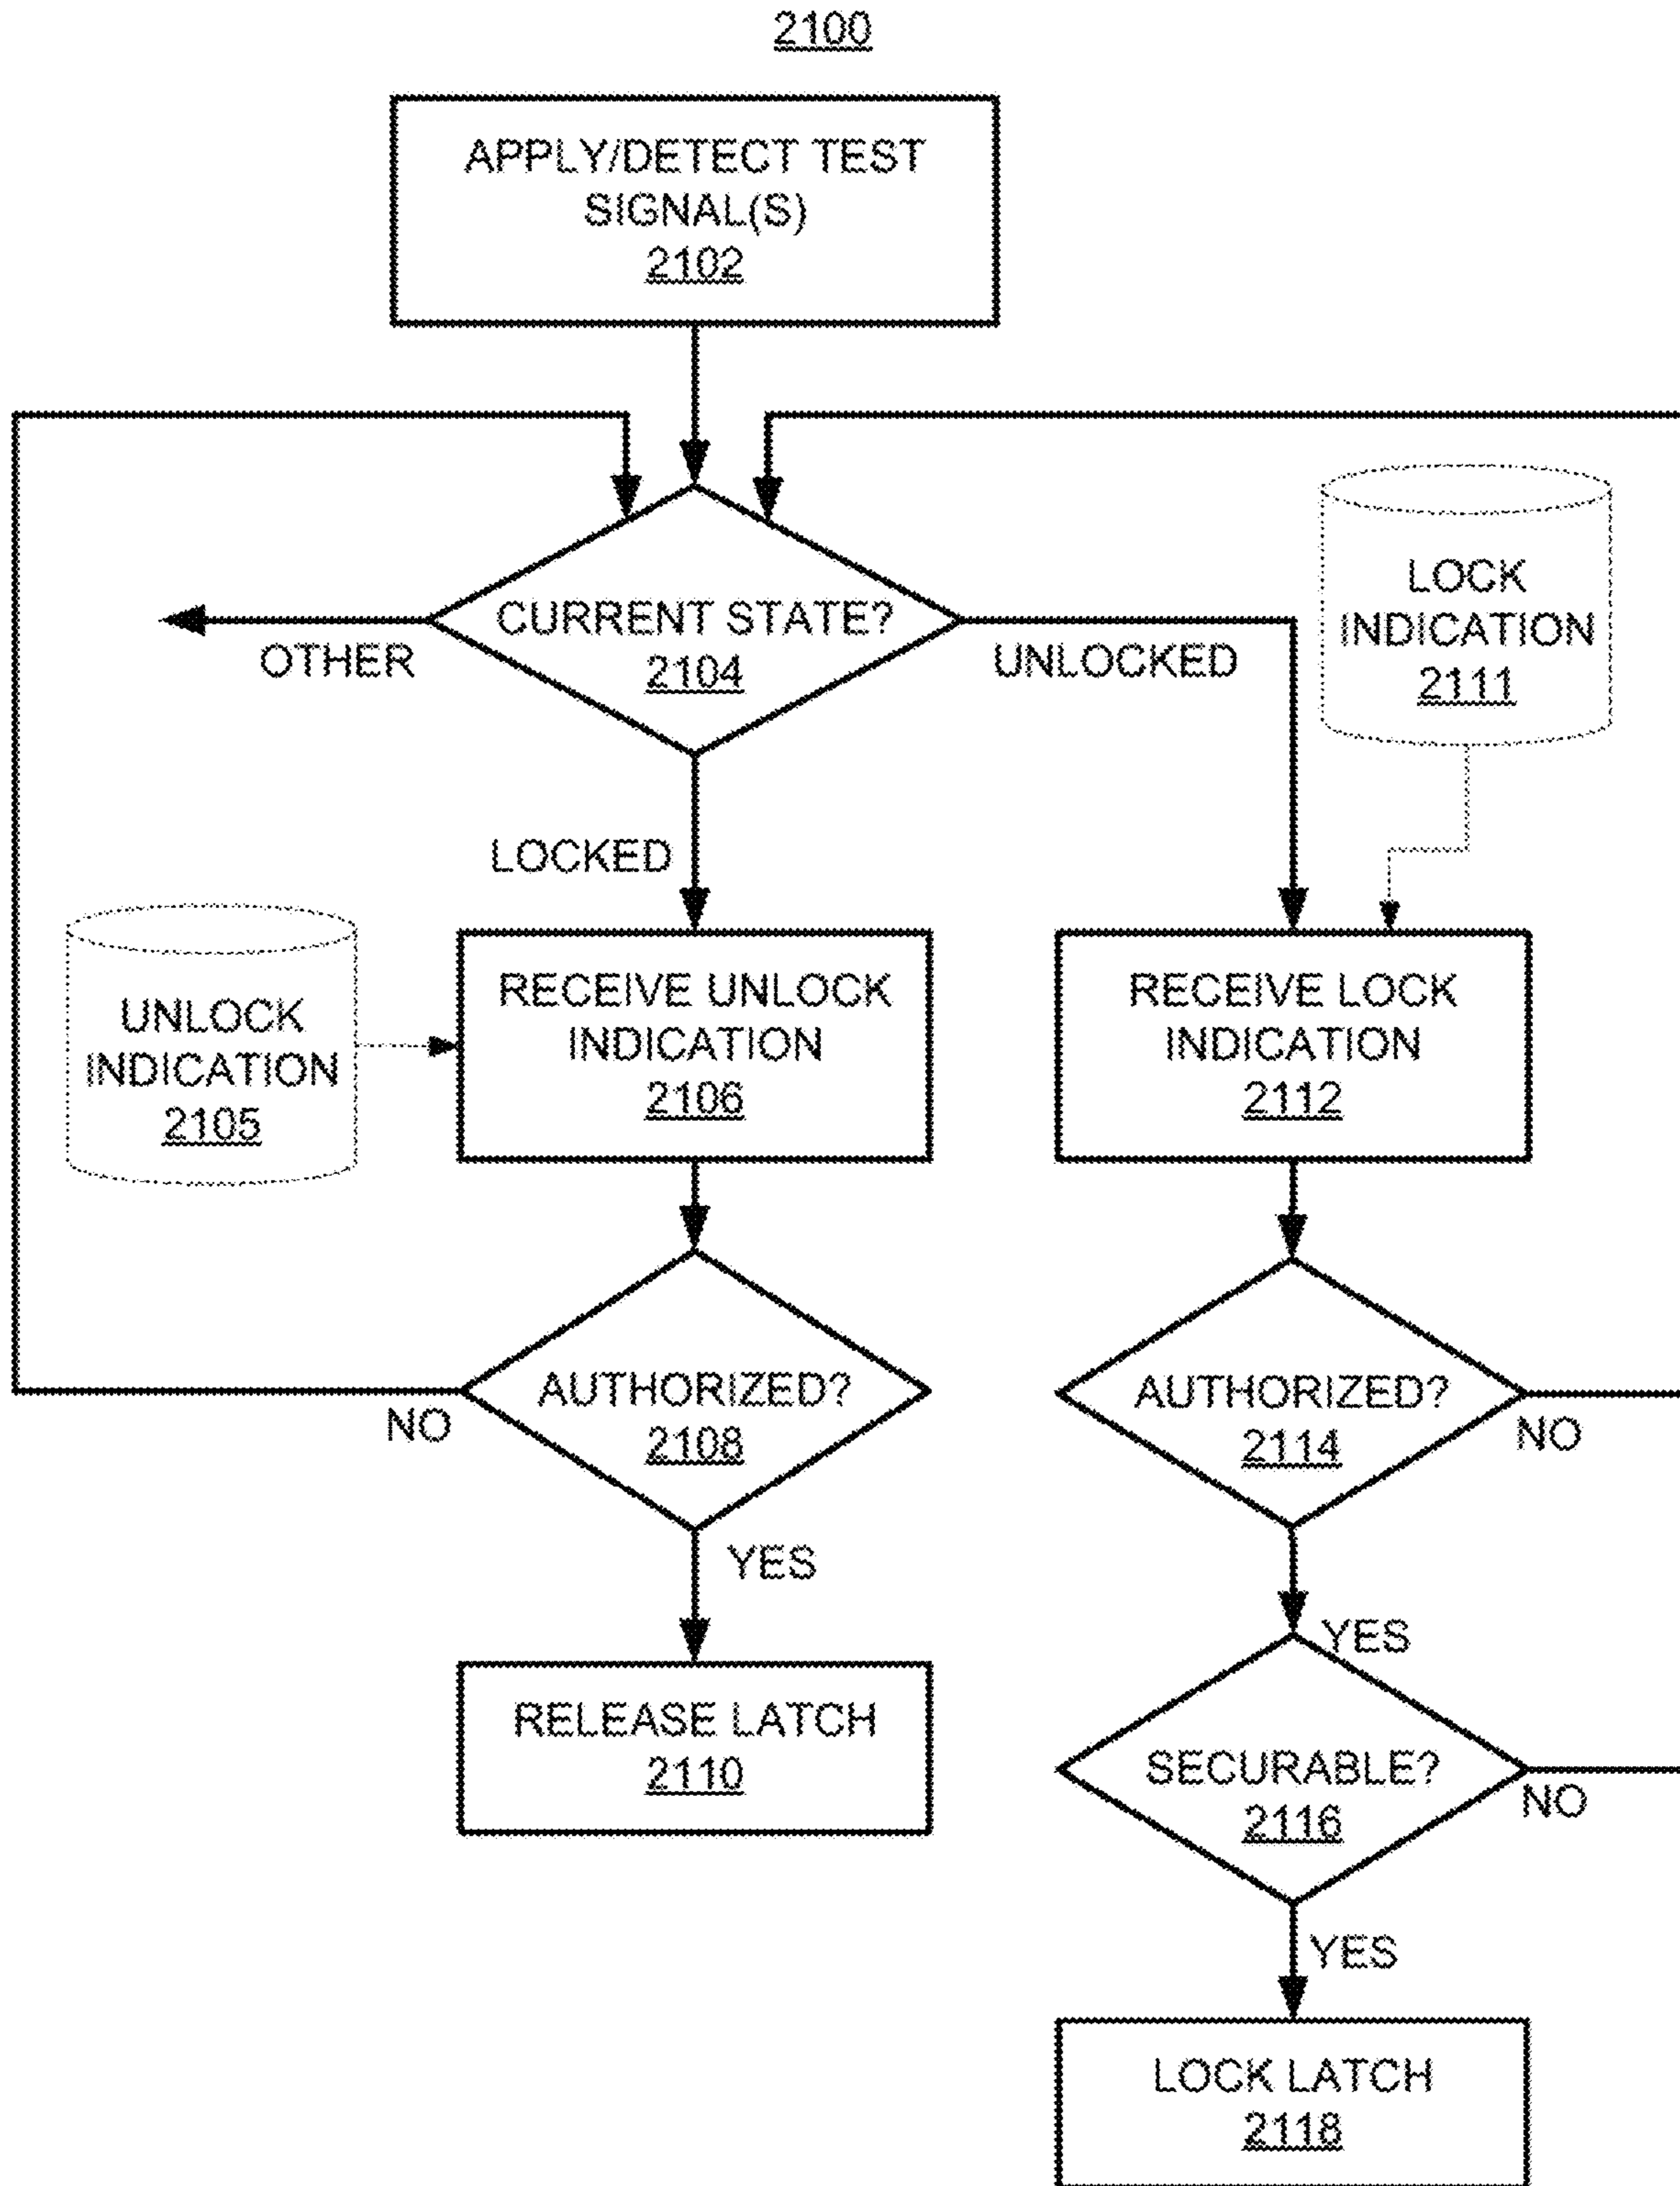 2100
APPLY/DETECT TEST
SIGNAL(S)
2102
CURRENT STATE?
2104
OTHER
UNLOCKED
LOCK
INDICATION
2111
LOCKED
UNLOCK
INDICATION
2105
RECEIVE UNLOCK
INDICATION
2106
RECEIVE LOCK
INDICATION
2112
AUTHORIZED?
2108
NO
YES
AUTHORIZED?
2114
NO
YES
RELEASE LATCH
2110
SECURABLE?
2116
NO
YES
LOCK LATCH
2118